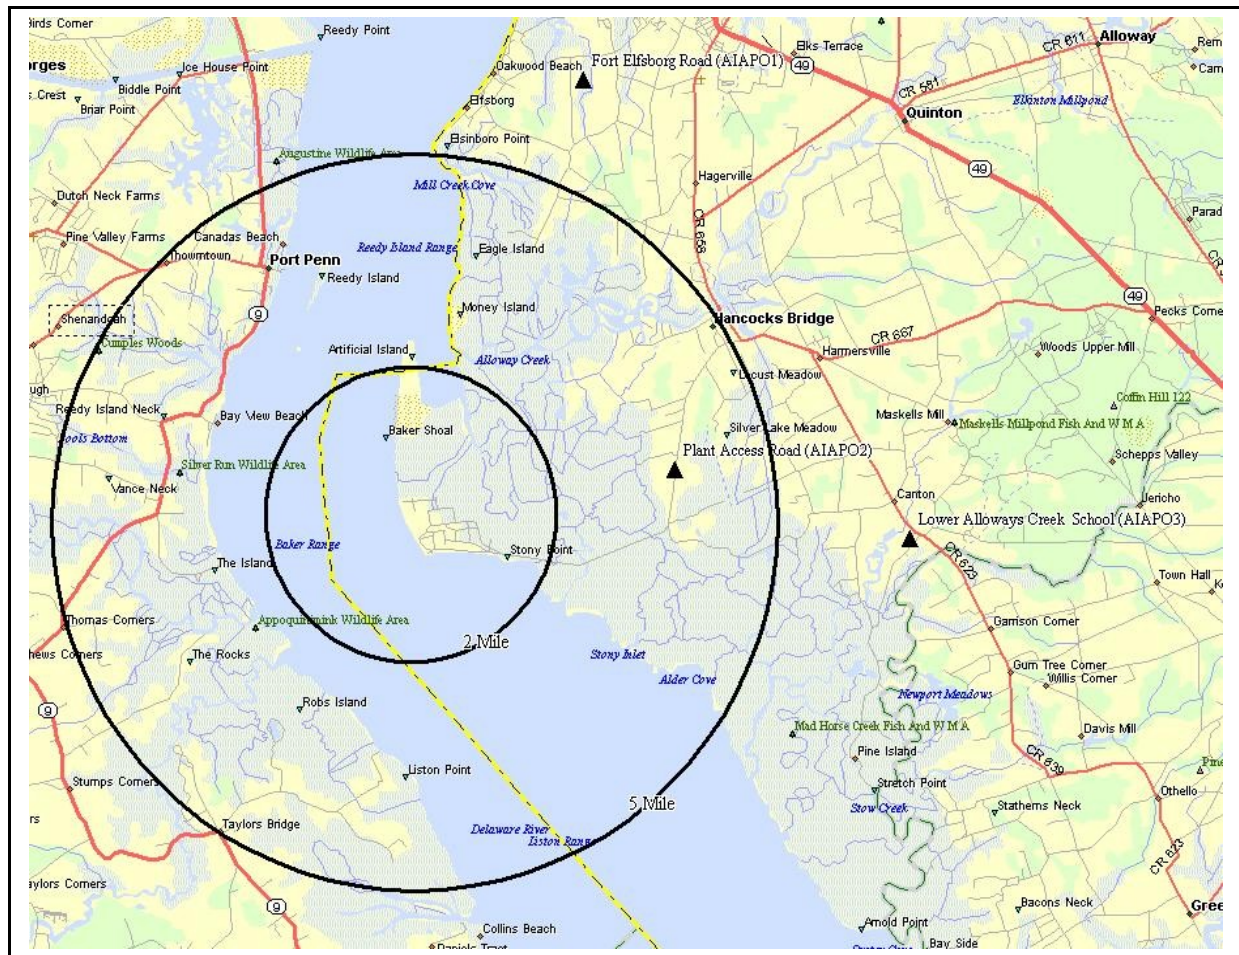 Birds Corner
Reedy Point
Oakwood Beach
Fort Elfsborg Road (AIAPO1)
Elks Terrace
49
CR 611
Alloway
Rem
orges
Ice House Point
Biddle Point
s Crest
Briar Point
Elfsborg
CR 581
Elkinton Millpond
Cam
Quinton
Elsinboro Point
Augustine Wildlife Area
49
Mill Creek Cove
Hagerville
Dutch Neck Farms
Parad
CR 658
Pine Valley Farms
Canadas Beach
Reedy Island Range
Eagle Island
Thorntown
Port Penn
Reedy Island
49
Money Island
Pecks Corne
Shenandoah
9
Hancocks Bridge
CR 667
Cumples Woods
Artificial Island
Alloway Creek
Harmersville
Woods Upper Mill
Locust Meadow
ugh
Coffin Hill 122
Reedy Island Neck
Bay View Beach
Maskells Mill
Maskells Millpond Fish And W M A
ools Bottom
Baker Shoal
Silver Lake Meadow
Plant Access Road (AIAPO2)
Schepps Valley
Silver Run Wildlife Area
Vance Neck
Canton
Jericho
Lower Alloways Creek School (AIAPO3)
Baker Range
Stony Point
CR 623
The Island
Town Hall
Thomas Corners
Appoquinimink Wildlife Area
Garrison Corner
2 Mile
hews Corners
The Rocks
Stony Inlet
Alder Cove
Gum Tree Corner
Willis Corner
Newport Meadows
Robs Island
9
Mad Horse Creek Fish And W M A
Davis Mill
Pine Island
CR 639
Pine
Liston Point
Stumps Corners
Stretch Point
Othello
5 Mile
Stow Creek
Stathems Neck
rs
Taylors Bridge
Delaware River
Liston Range
CR 623
aylors Corners
9
Bacons Neck
Gree
Arnold Point
Collins Beach
Daniels Tract
Bay Side